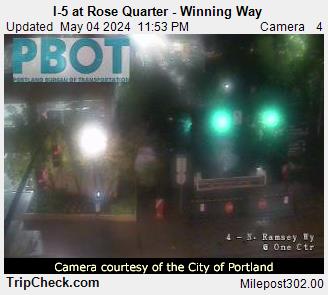 I-5 at Rose Quarter - Winning Way
Updated May 04 2024 11:53 PM Camera 4
PBOT
PORTLAND BUREAU OF TRANSPORTATION
4 - N. Ramsey Wy
@ One Ctr
Camera courtesy of the City of Portland
TripCheck.com Milepost302.00